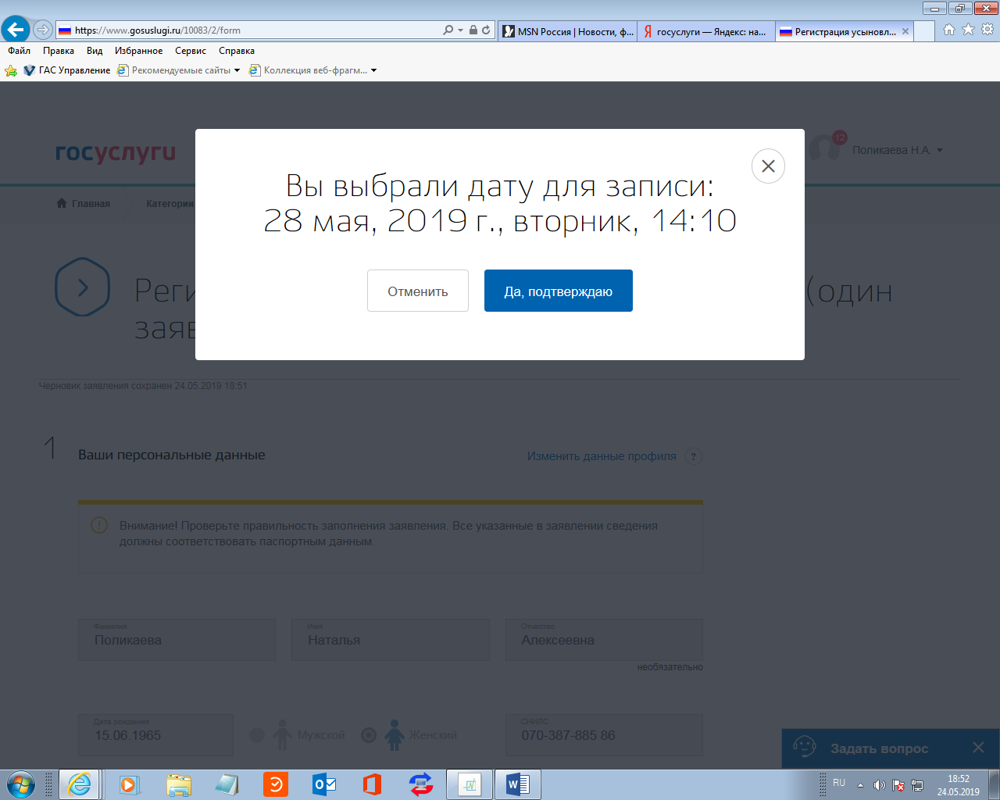 https://www.gosuslugi.ru/10083/2/form
MSN Россия | Новости, ф...
госуслуги — Яндекс: на...
Регистрация усыновл...
Файл Правка Вид Избранное Сервис Справка
ГАС Управление Рекомендуемые сайты Коллекция веб-фрагм...
госуслуги
12
Поликаева Н.А.
Главная Категории
Вы выбрали дату для записи:
28 мая, 2019 г., вторник, 14:10
Отменить Да, подтверждаю
Реги (один
заяв
Черновик заявления сохранен 24.05.2019 18:51
1 Ваши персональные данные Изменить данные профиля ?
Внимание! Проверьте правильность заполнения заявления. Все указанные в заявлении сведения
должны соответствовать паспортным данным.
Фамилия Имя Отчество
Поликаева Наталья Алексеевна
необязательно
Дата рождения СНИЛС
15.06.1965 Мужской Женский 070-387-885 86
Задать вопрос
RU 18:52
24.05.2019